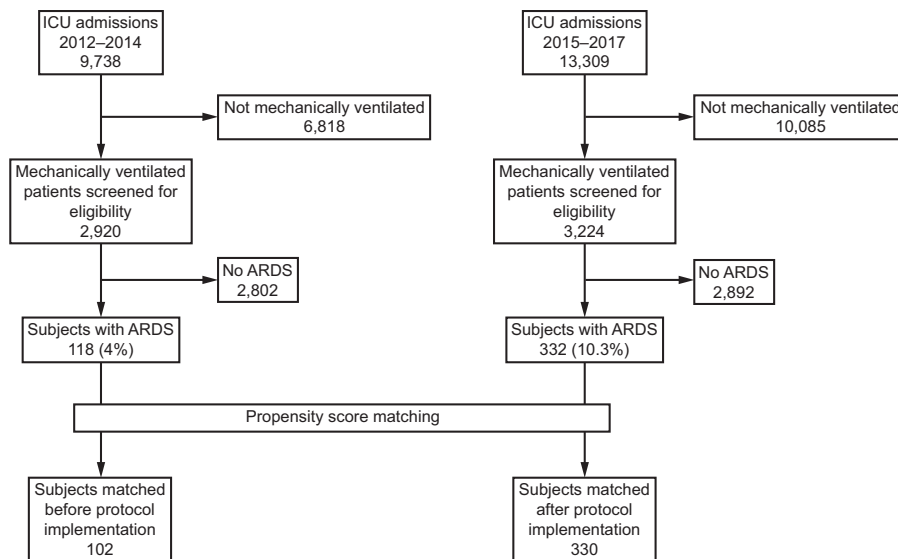 ICU admissions
2012–2014
9,738
Not mechanically ventilated
6,818
Mechanically ventilated
patients screened for
eligibility
2,920
No ARDS
2,802
Subjects with ARDS
118 (4%)
ICU admissions
2015–2017
13,309
Not mechanically ventilated
10,085
Mechanically ventilated
patients screened for
eligibility
3,224
No ARDS
2,892
Subjects with ARDS
332 (10.3%)
Propensity score matching
Subjects matched
before protocol
implementation
102
Subjects matched
after protocol
implementation
330